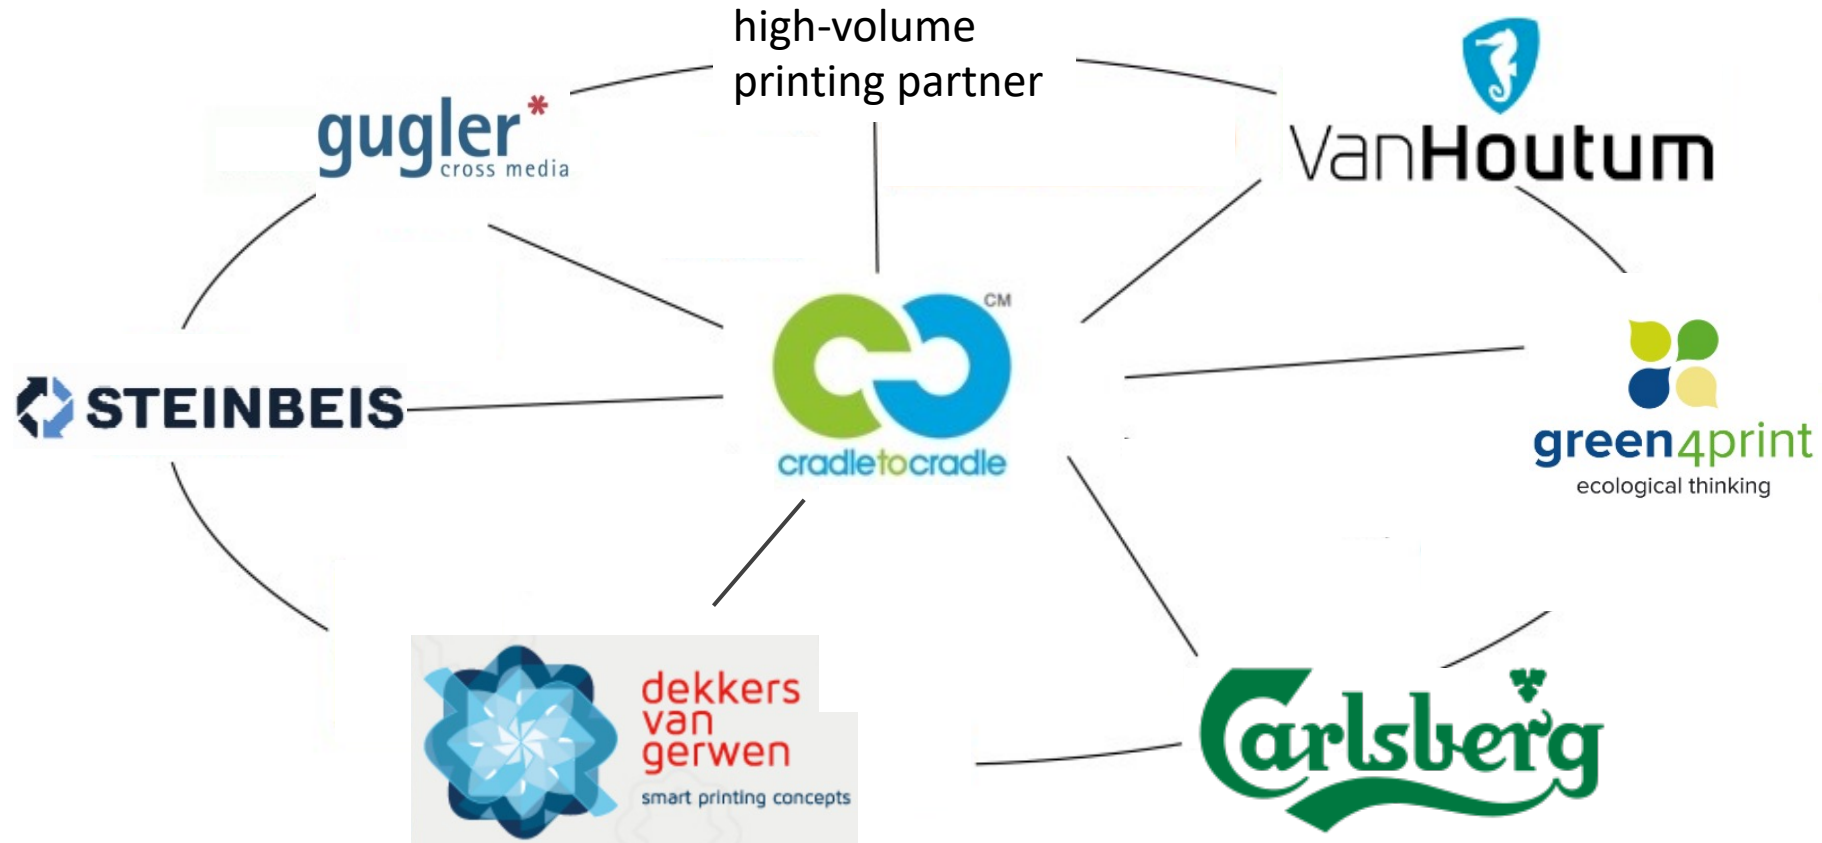 high-volume
printing partner
gugler*
cross media
VanHoutum
CM
cradletocradle
STEINBEIS
green4print
ecological thinking
dekkers
van
gerwen
smart printing concepts
Carlsberg